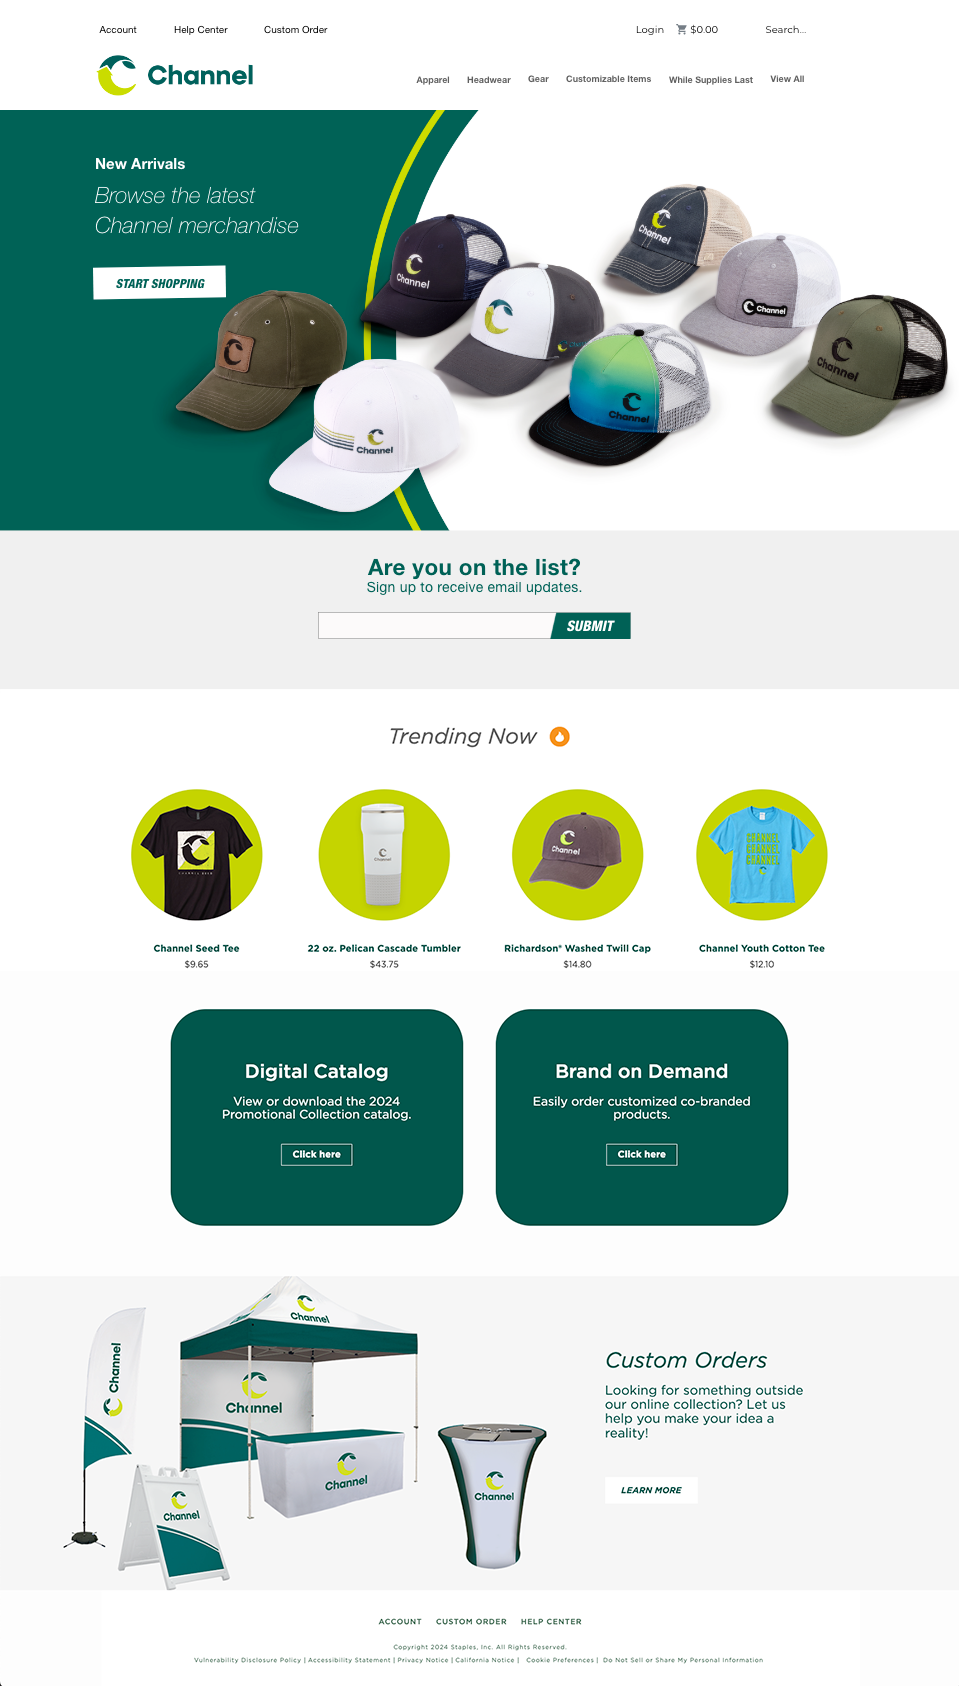 Account
Help Center
Custom Order
Login
$0.00
Search...
Channel
Apparel
Headwear
Gear
Customizable Items
While Supplies Last
View All
New Arrivals
Browse the latest
Channel merchandise
START SHOPPING
Channel
Channel
Channel
Channel
Channel
Channel
Are you on the list?
Sign up to receive email updates.
SUBMIT
Trending Now
CHANNEL SEED
Channel
Channel
CHANNEL
CHANNEL
CHANNEL
Channel Seed Tee
22 oz. Pelican Cascade Tumbler
Richardson® Washed Twill Cap
Channel Youth Cotton Tee
$9.65
$43.75
$14.80
$12.10
Digital Catalog
View or download the 2024
Promotional Collection catalog.
Click here
Brand on Demand
Easily order customized co-branded
products.
Click here
Channel
Channel
Channel
Channel
Channel
Channel
Custom Orders
Looking for something outside
our online collection? Let us
help you make your idea a
reality!
LEARN MORE
ACCOUNT CUSTOM ORDER HELP CENTER
Copyright 2024 Staples, Inc. All Rights Reserved.
Vulnerability Disclosure Policy | Accessibility Statement | Privacy Notice | California Notice | Cookie Preferences | Do Not Sell or Share My Personal Information